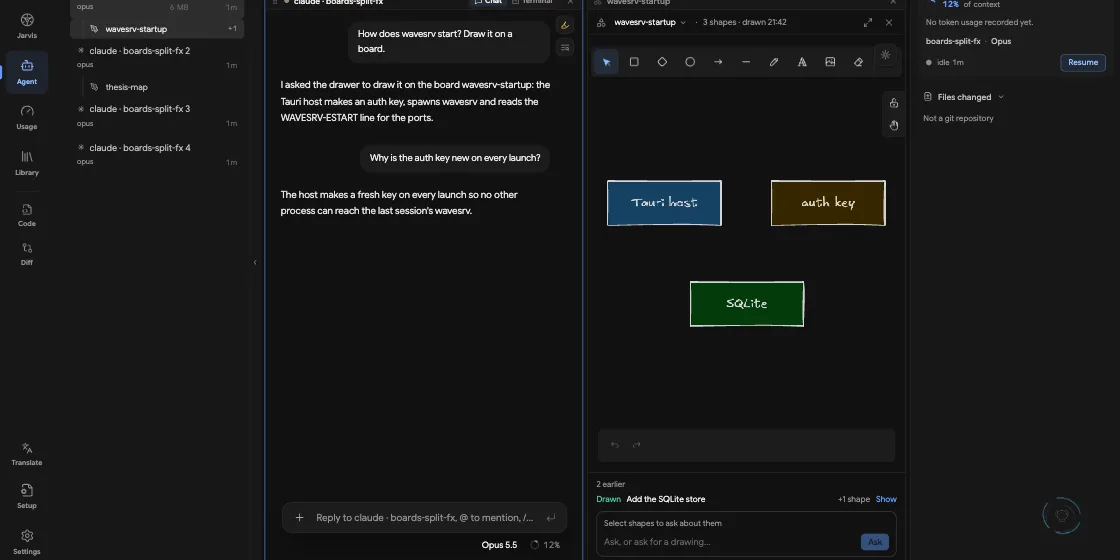 Jarvis
Agent
Usage
Library
Code
Diff
Translate
Setup
Settings
opus
6 MB
1m
wavesrv-startup
+1
claude · boards-split-fx 2
opus
1m
thesis-map
claude · boards-split-fx 3
opus
1m
claude · boards-split-fx 4
opus
1m
claude · boards-split-fx
Chat
Terminal
How does wavesrv start? Draw it on a
board.
I asked the drawer to draw it on the board wavesrv-startup: the
Tauri host makes an auth key, spawns wavesrv and reads the
WAVESRV-ESTART line for the ports.
Why is the auth key new on every launch?
The host makes a fresh key on every launch so no other
process can reach the last session's wavesrv.
Reply to claude · boards-split-fx, @ to mention, /...
Opus 5.5
12%
wavesrv-startup
wavesrv-startup
· 3 shapes · drawn 21:42
Tauri host
auth key
SQLite
2 earlier
Drawn Add the SQLite store
+1 shape Show
Select shapes to ask about them
Ask, or ask for a drawing...
Ask
12% of context
No token usage recorded yet.
boards-split-fx · Opus
idle 1m
Resume
Files changed
Not a git repository